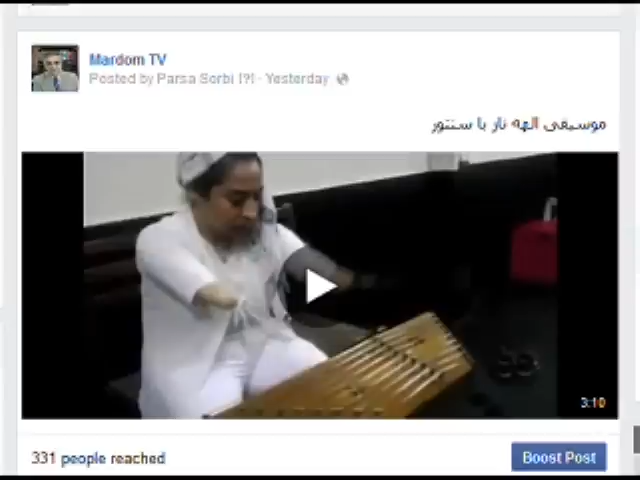 Mardom TV
Posted by Parsa Sorbi [?] · Yesterday
موسیقی الهه ناز با سنتور
3:10
331 people reached
Boost Post